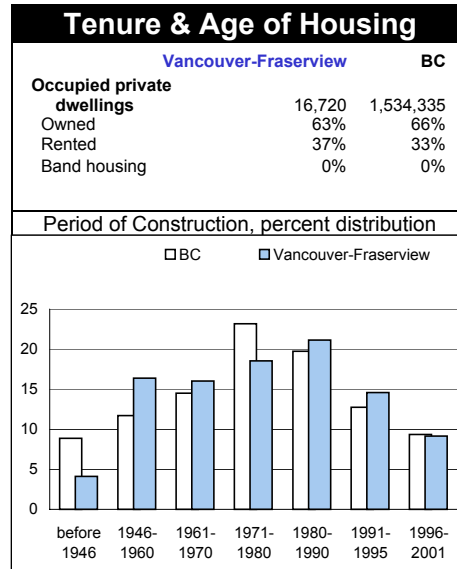 Tenure & Age of Housing
Vancouver-Fraserview BC
Occupied private
dwellings 16,720 1,534,335
Owned 63% 66%
Rented 37% 33%
Band housing 0% 0%
Period of Construction, percent distribution
BC Vancouver-Fraserview
25
20
15
10
5
0
before 1946- 1961- 1971- 1980- 1991- 1996-
1946 1960 1970 1980 1990 1995 2001